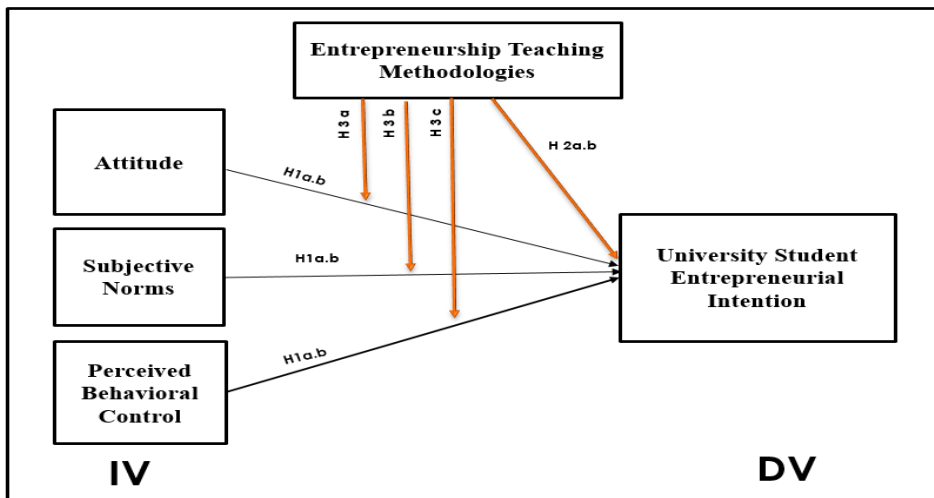 Entrepreneurship Teaching
Methodologies
H3a
H3b
H3c
H 2a.b
Attitude
H1a.b
Subjective
Norms
H1a.b
University Student
Entrepreneurial
Intention
Perceived
Behavioral
Control
H1a.b
IV
DV